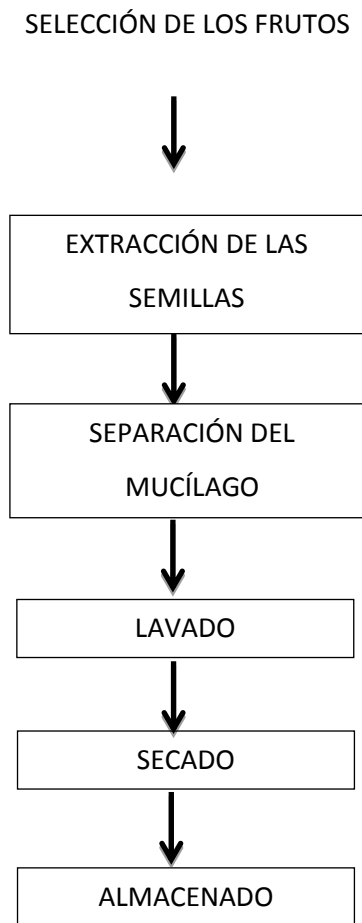 SELECCIÓN DE LOS FRUTOS
EXTRACCIÓN DE LAS
SEMILLAS
SEPARACIÓN DEL
MUCÍLAGO
LAVADO
SECADO
ALMACENADO